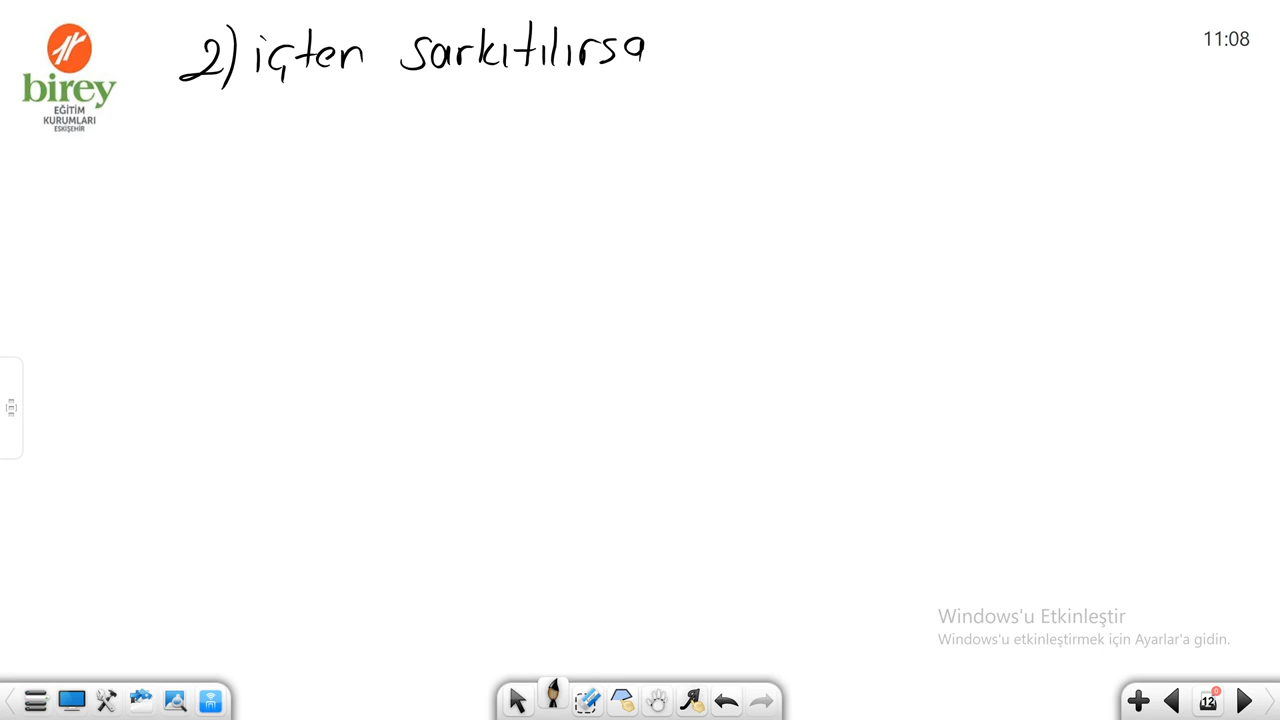 2) içten sarkıtılırsa
11:08
birey
EĞİTİM
KURUMLARI
ESKİŞEHİR
Windows'u Etkinleştir
Windows'u etkinleştirmek için Ayarlar'a gidin.
12
0